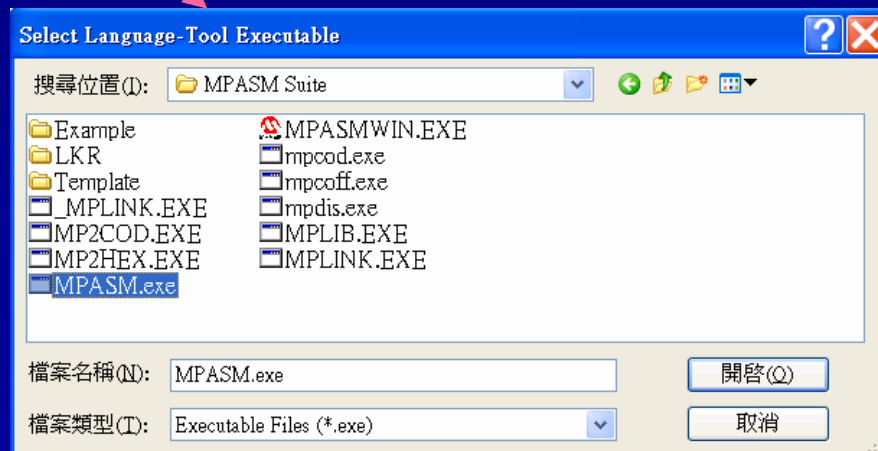 Select Language-Tool Executable
搜尋位置(I): MPASM Suite
Example
LKR
Template
_MPLINK.EXE
MP2COD.EXE
MP2HEX.EXE
MPASM.exe
MPASMWIN.EXE
mpcod.exe
mpcoff.exe
mpdis.exe
MPLIB.EXE
MPLINK.EXE
檔案名稱(N): MPASM.exe 開啓(O)
檔案類型(T): Executable Files (*.exe) 取消